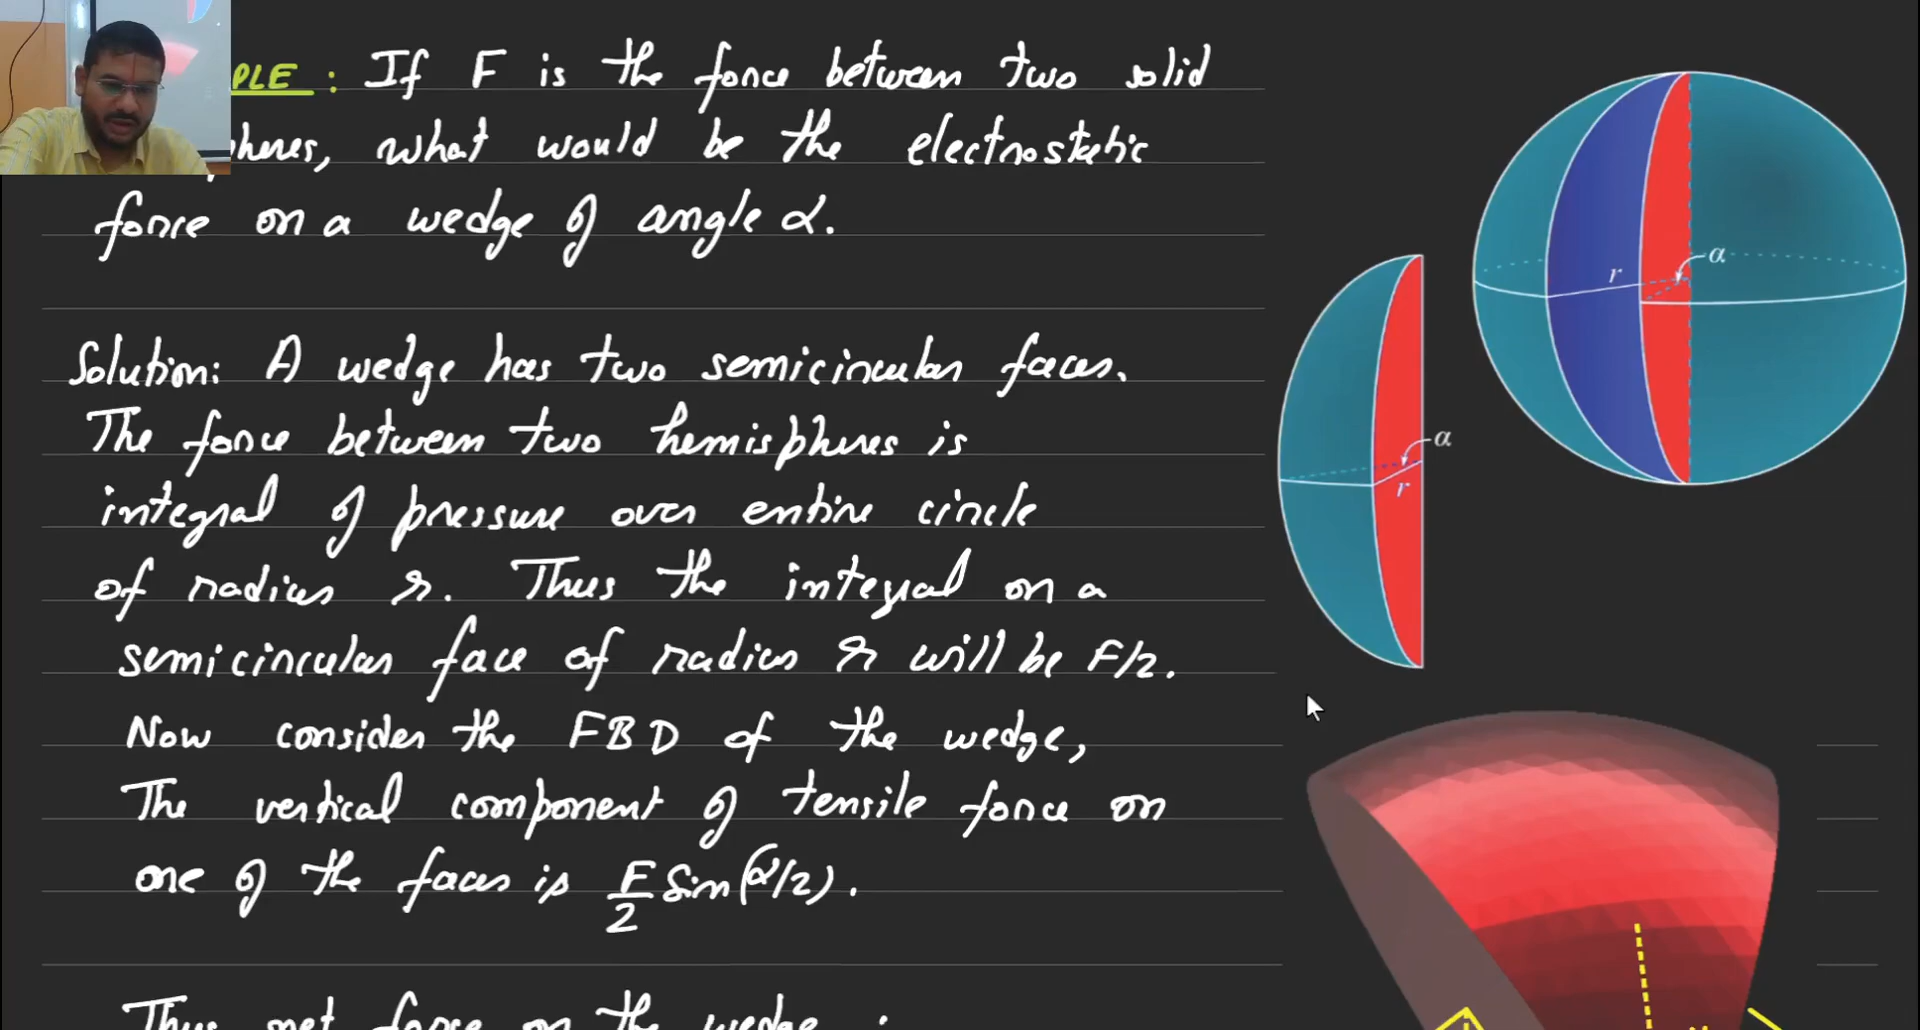 PLE : If F is the force between two solid
heres, what would be the electrostatic
force on a wedge of angle α.
Solution: A wedge has two semicircular faces.
The force between two hemispheres is
integral of pressure over entire circle
of radius r. Thus the integral on a
semicircular face of radius r will be F/2.
Now consider the FBD of the wedge,
The vertical component of tensile force on
one of the faces is F/2 Sin(α/2).
Thus net force on the wedge :
α
r
α
r